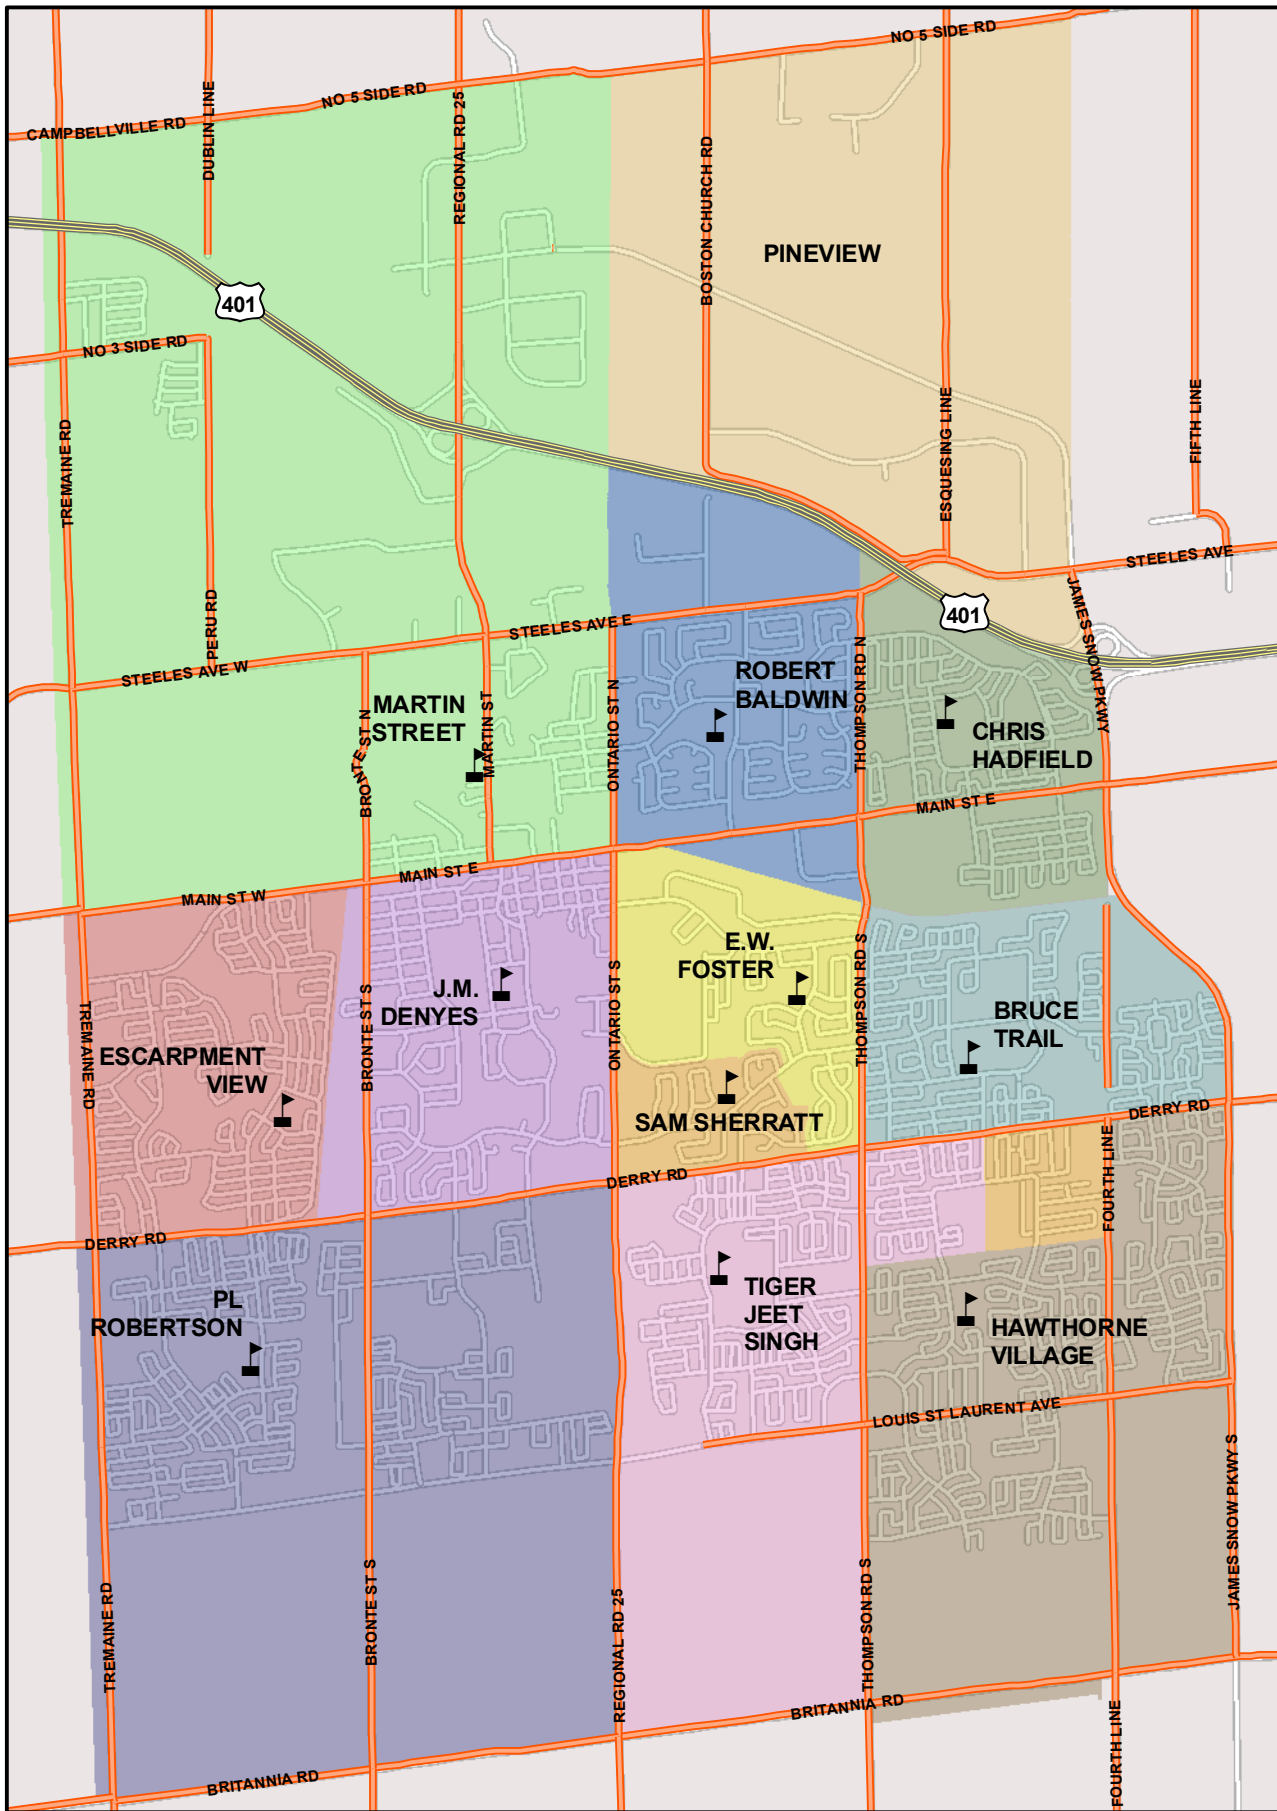 NO 5 SIDE RD
NO 5 SIDE RD
CAMPBELLVILLE RD
DUBLIN LINE
REGIONAL RD 25
BOSTON CHURCH RD
PINEVIEW
401
NO 3 SIDE RD
TREMAINE RD
ESQUESING LINE
FIFTH LINE
STEELES AVE
401
JAMES SNOW PKWY
PERU RD
STEELES AVE E
STEELES AVE W
MARTIN
STREET
BRONTE ST N
MARTIN ST
ONTARIO ST N
ROBERT
BALDWIN
THOMPSON RD N
CHRIS
HADFIELD
MAIN ST E
MAIN ST E
MAIN ST W
E.W.
FOSTER
J.M.
DENYES
ONTARIO ST S
THOMPSON RD S
BRUCE
TRAIL
TREMAINE RD
ESCARPMENT
VIEW
BRONTE ST S
SAM SHERRATT
DERRY RD
DERRY RD
DERRY RD
FOURTH LINE
PL
ROBERTSON
TIGER
JEET
SINGH
HAWTHORNE
VILLAGE
LOUIS ST LAURENT AVE
JAMES SNOW PKWY S
TREMAINE RD
BRONTE ST S
REGIONAL RD 25
THOMPSON RD S
BRITANNIA RD
FOURTH LINE
BRITANNIA RD